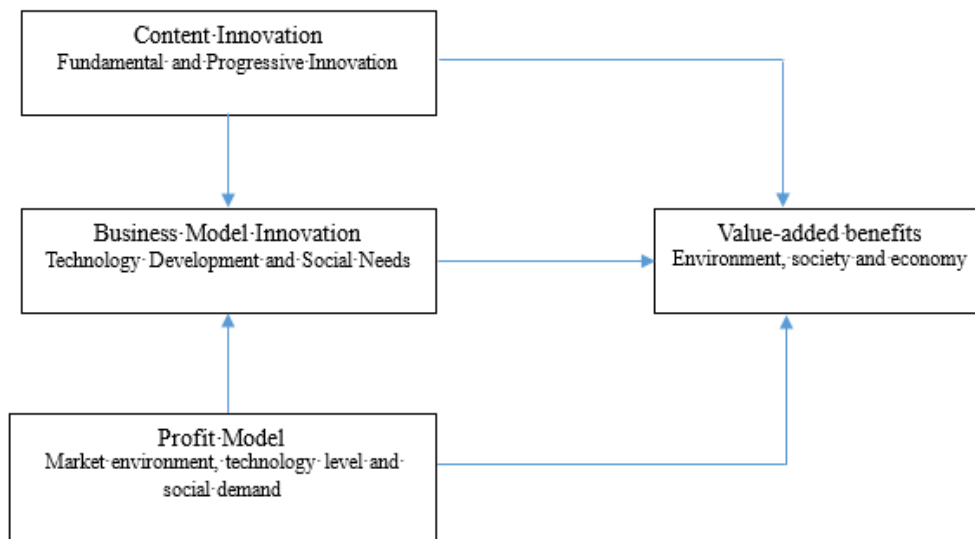 Content·Innovation
Fundamental· and·Progressive·Innovation
Business·Model·Innovation
Technology· Development·and·Social·Needs
Value-added·benefits
Environment,·society·and·economy
Profit·Model
Market·environment,·technology· level·and·
social·demand